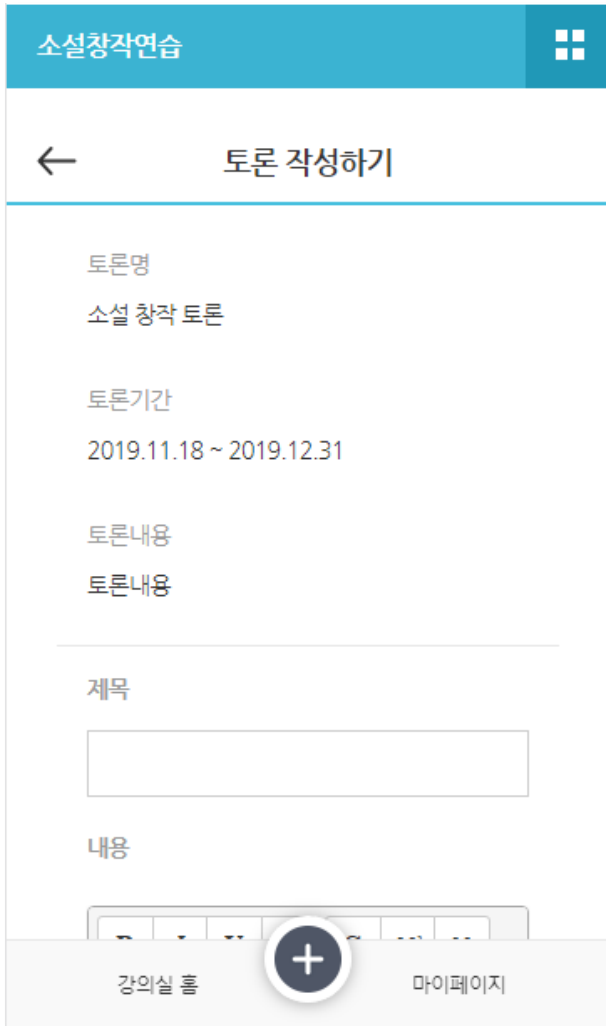 소설창작연습
토론 작성하기
토론명
소설 창작 토론
토론기간
2019.11.18 ~ 2019.12.31
토론내용
토론내용
제목
내용
강의실 홈
마이페이지